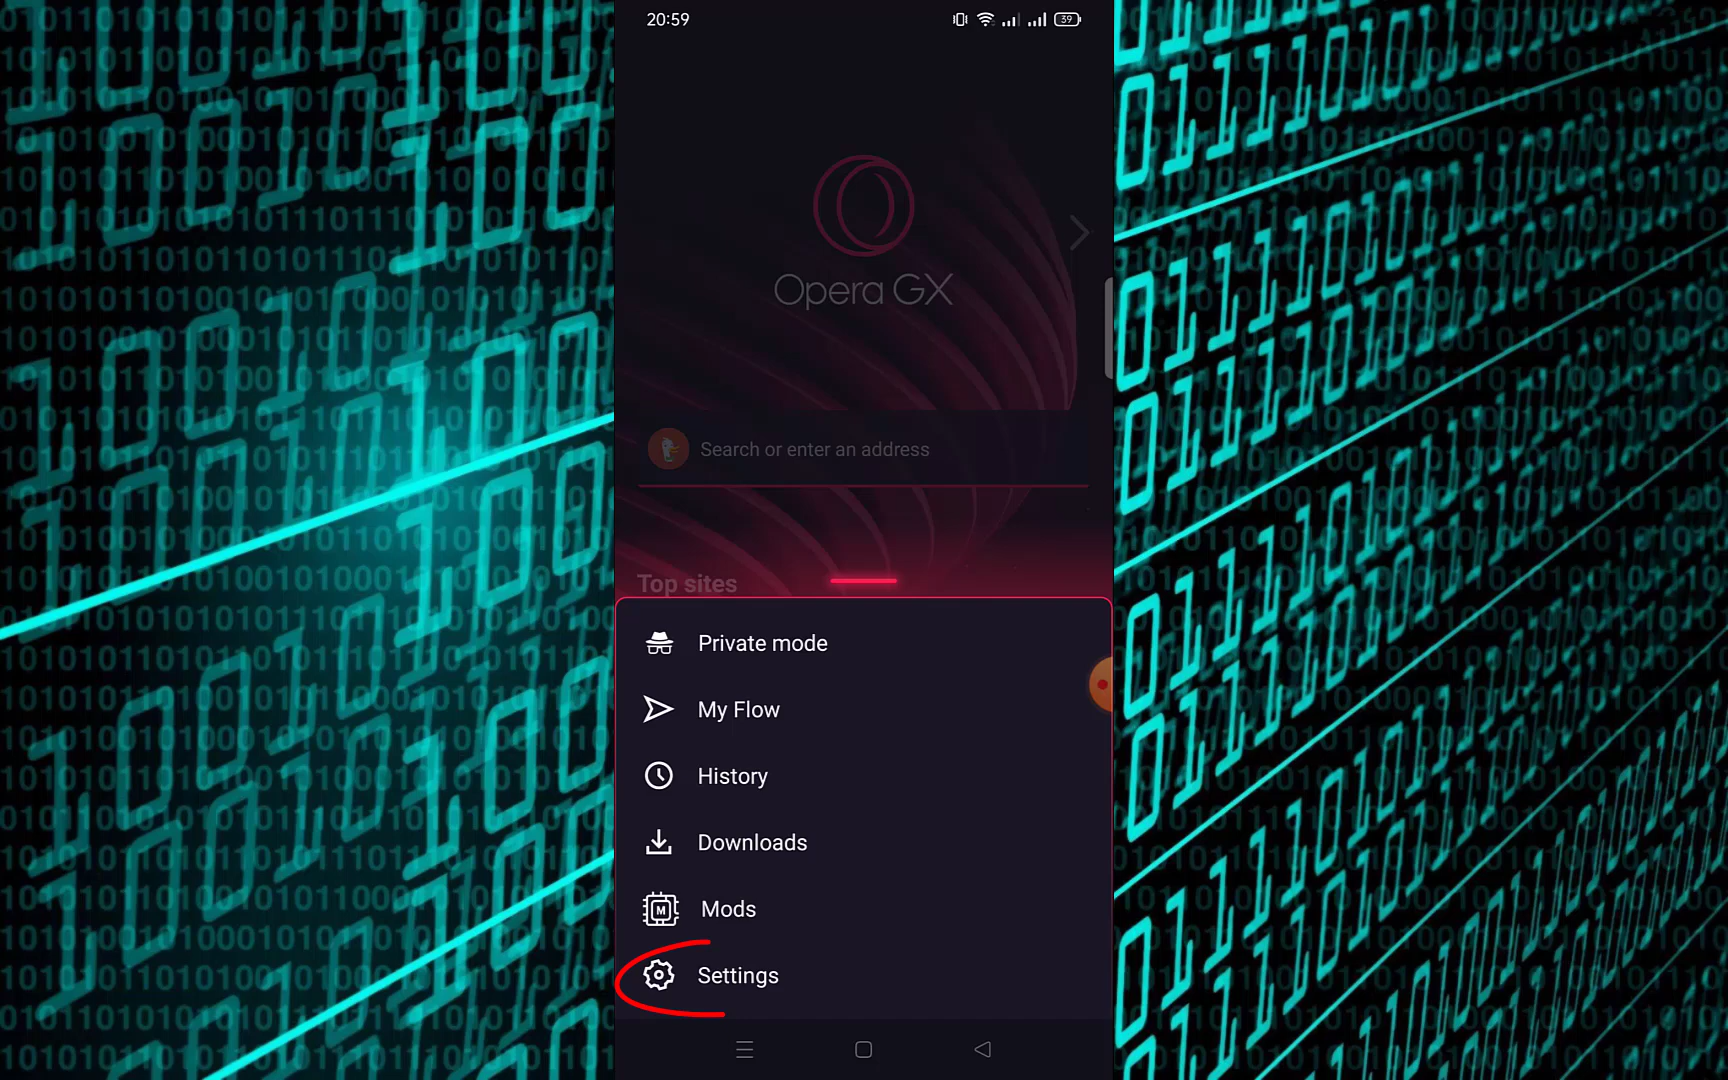 20:59
39
Opera GX
Search or enter an address
Top sites
Private mode
My Flow
History
Downloads
M
Mods
Settings